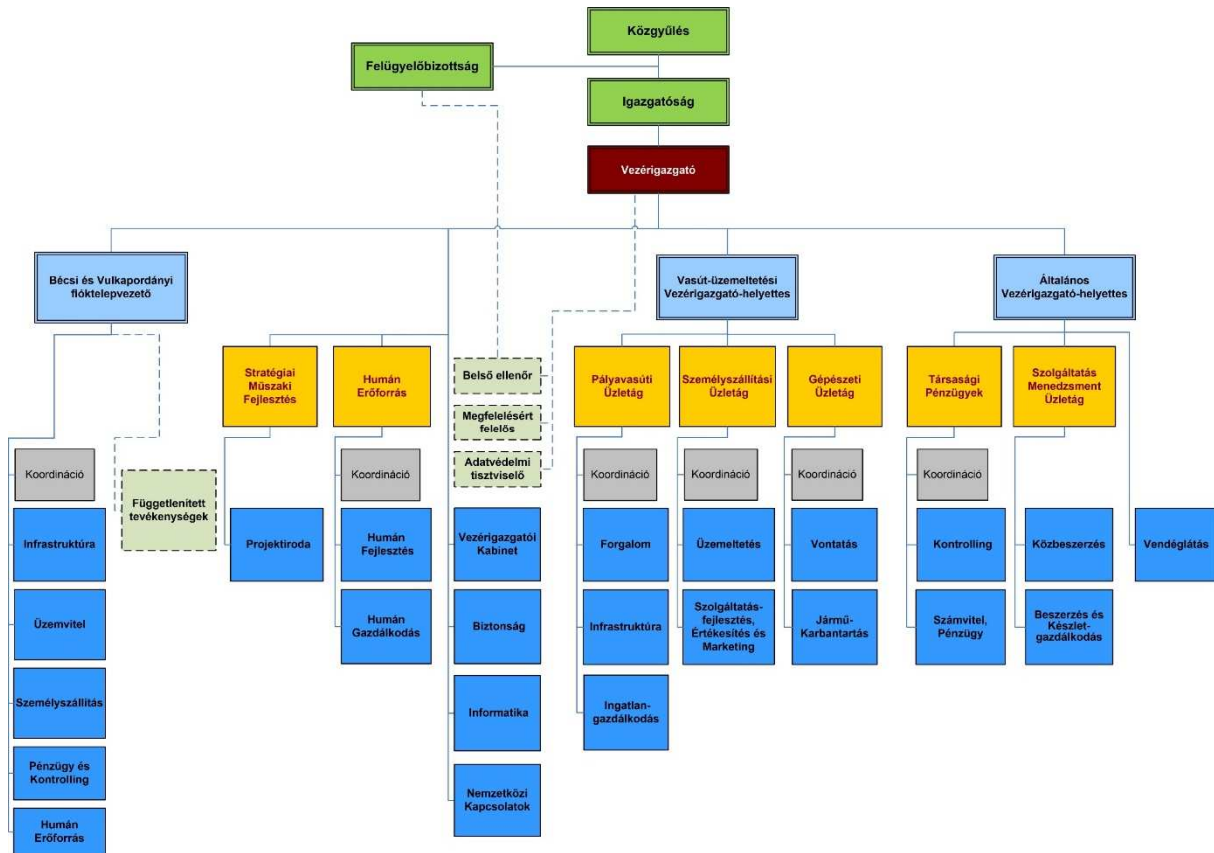 Közgyűlés
Felügyelőbizottság
Igazgatóság
Vezérigazgató
Bécsi és Vulkapordányi
fióktelepvezető
Vasút-üzemeltetési
Vezérigazgató-helyettes
Általános
Vezérigazgató-helyettes
Stratégiai
Műszaki
Fejlesztés
Humán
Erőforrás
Belső ellenőr
Megfelelésért
felelős
Adatvédelmi
tisztviselő
Pályavasúti
Üzletág
Személyszállítási
Üzletág
Gépészeti
Üzletág
Társasági
Pénzügyek
Szolgáltatás
Menedzsment
Üzletág
Koordináció
Függetlenített
tevékenységek
Koordináció
Koordináció
Koordináció
Koordináció
Koordináció
Infrastruktúra
Projektiroda
Humán
Fejlesztés
Vezérigazgatói
Kabinet
Forgalom
Üzemeltetés
Vontatás
Kontrolling
Közbeszerzés
Vendéglátás
Üzemvitel
Humán
Gazdálkodás
Biztonság
Infrastruktúra
Szolgáltatás-
fejlesztés,
Értékesítés és
Marketing
Jármű-
Karbantartás
Számvitel,
Pénzügy
Beszerzés és
Készlet-
gazdálkodás
Személyszállítás
Informatika
Ingatlan-
gazdálkodás
Pénzügy és
Kontrolling
Nemzetközi
Kapcsolatok
Humán
Erőforrás